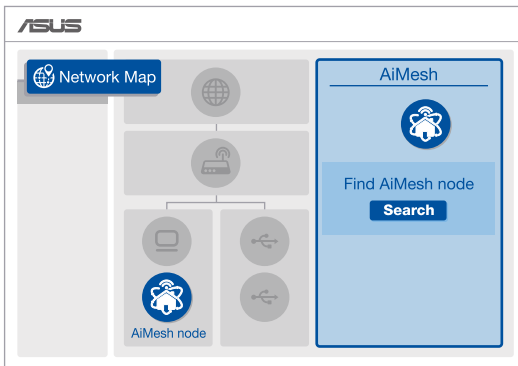 ASUS
Network Map
AiMesh
Find AiMesh node
Search
AiMesh node